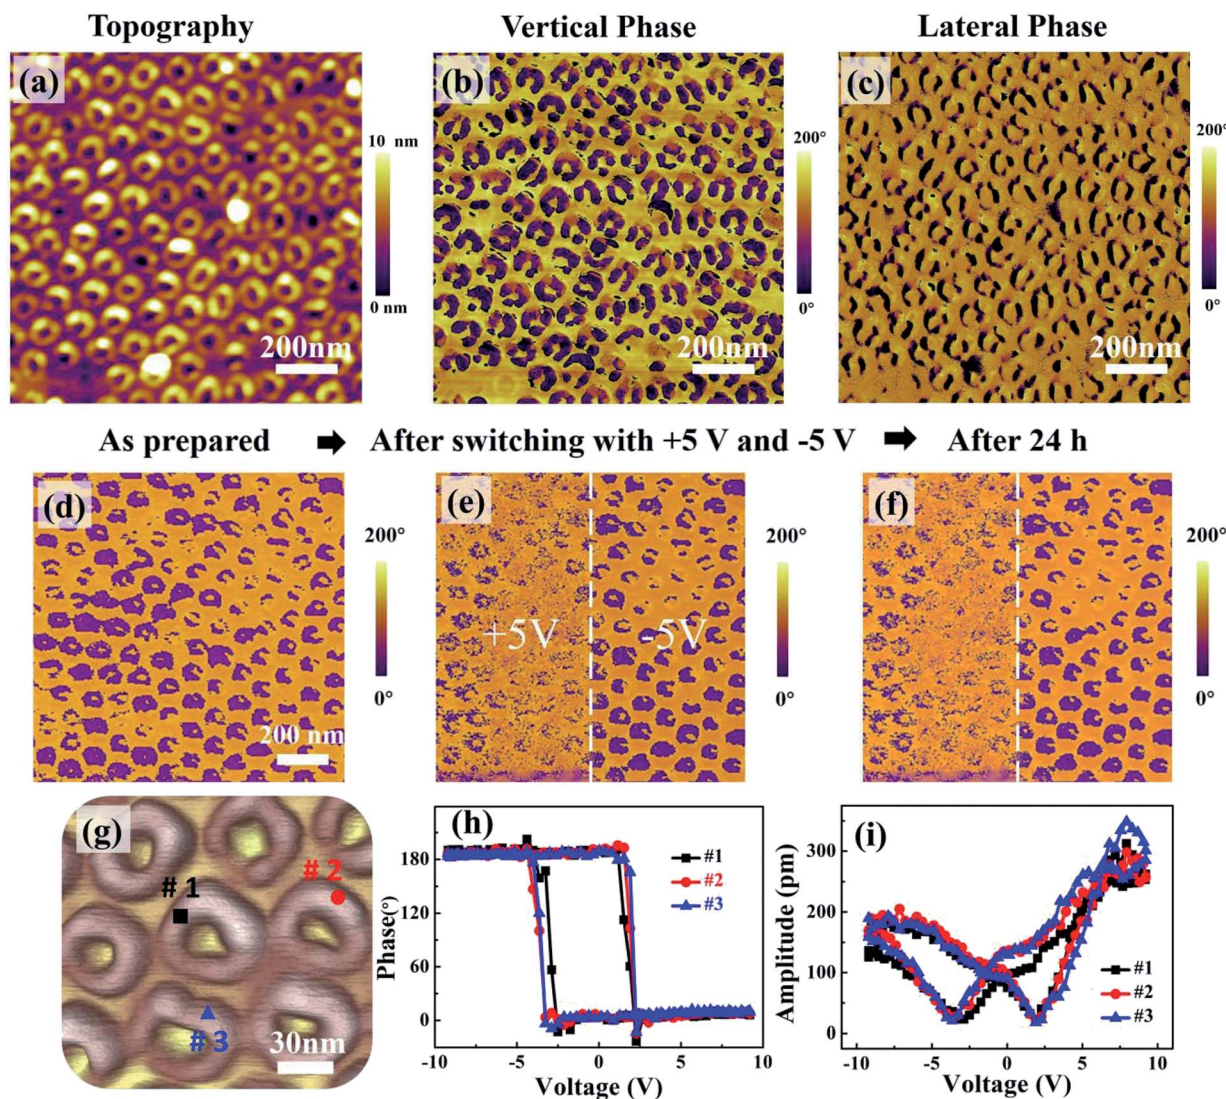 Topography Vertical Phase Lateral Phase
(a) (b) (c)
10 nm 200° 200°
0 nm 0° 0°
200nm 200nm 200nm
As prepared ➡ After switching with +5 V and -5 V ➡ After 24 h
(d) (e) (f)
200° 200° 200°
+5V -5V
0° 0° 0°
200 nm
(g) (h) (i)
# 1
# 2
# 3
30nm
Phase(°)
180
120
60
0
-10 -5 0 5 10
Voltage (V)
#1
#2
#3
Amplitude (pm)
300
200
100
0
-10 -5 0 5 10
Voltage (V)
#1
#2
#3